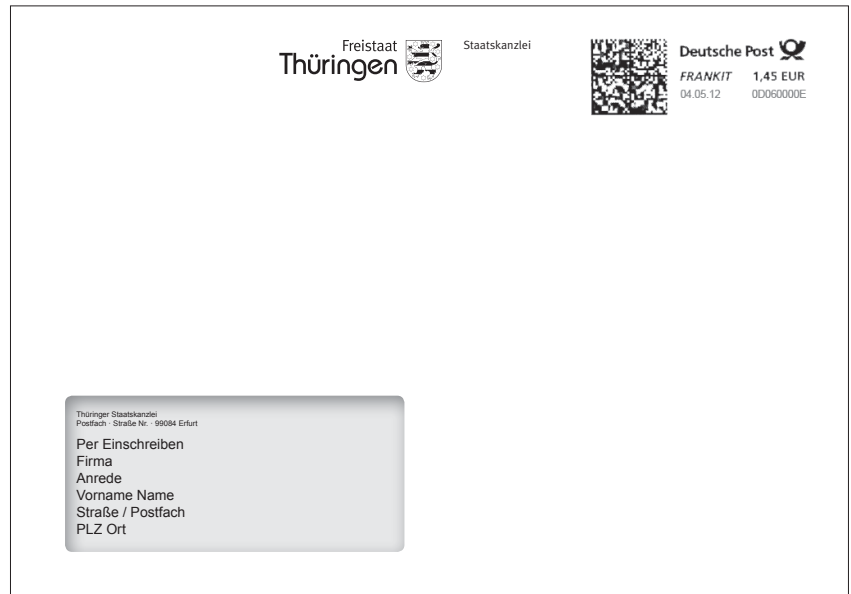 Freistaat
Thüringen
Staatskanzlei
Deutsche Post
FRANKIT 1,45 EUR
04.05.12 0D060000E
Thüringer Staatskanzlei
Postfach · Straße Nr. · 99084 Erfurt
Per Einschreiben
Firma
Anrede
Vorname Name
Straße / Postfach
PLZ Ort